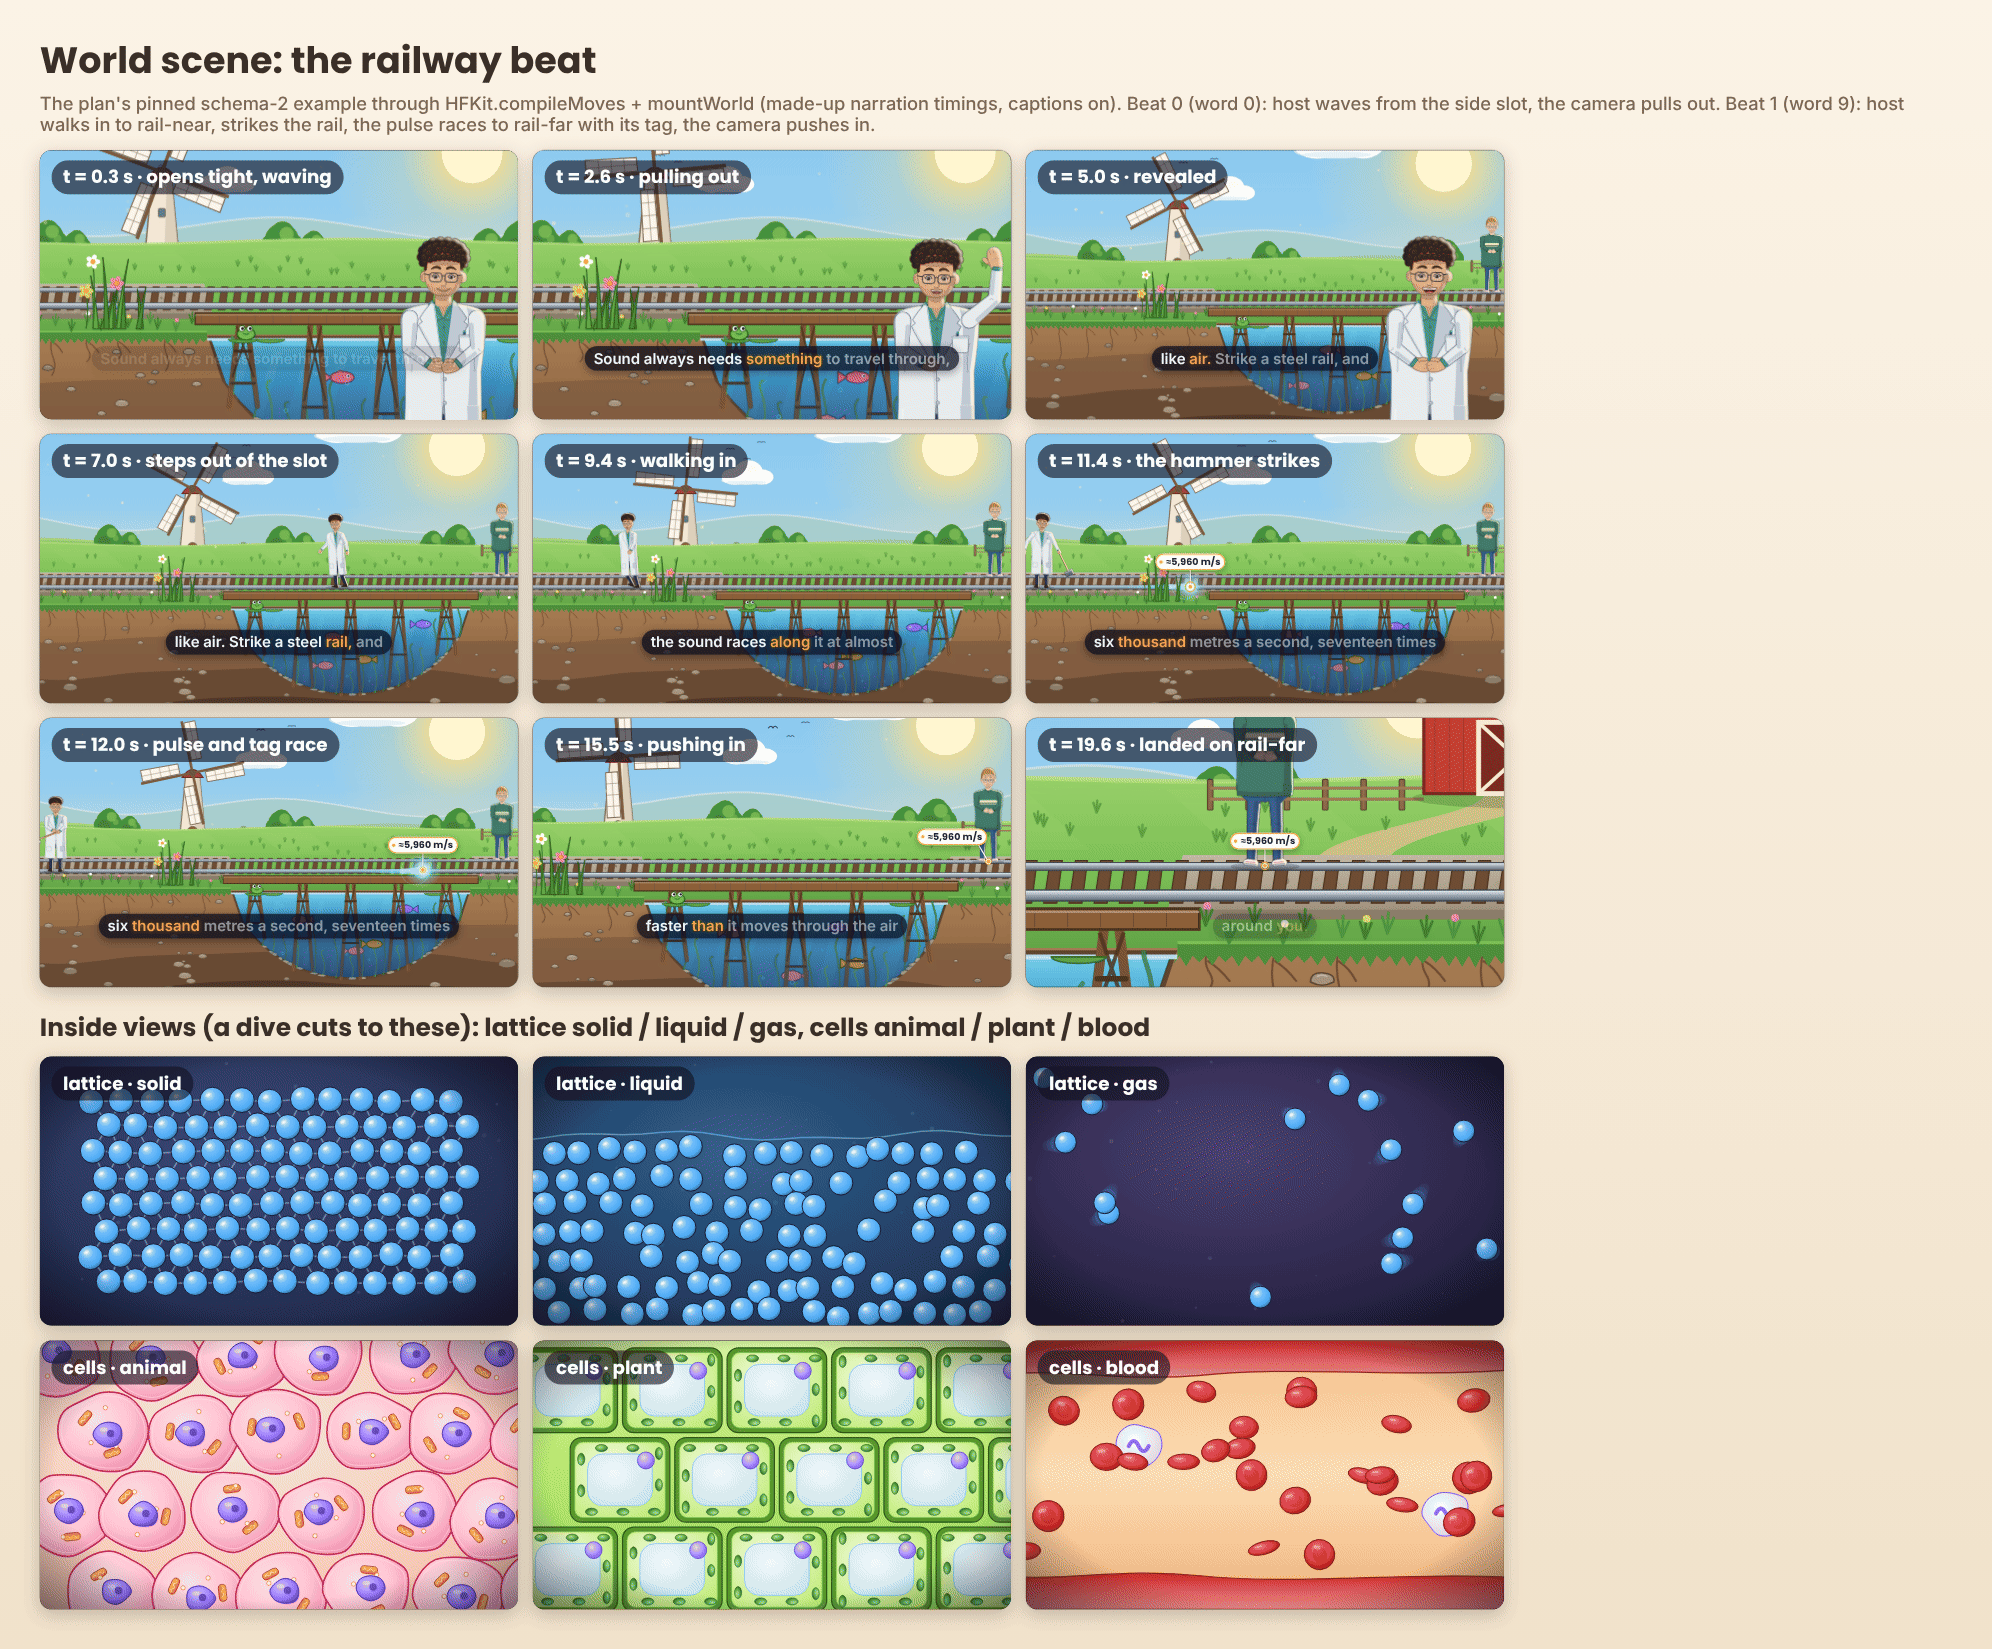 World scene: the railway beat
The plan's pinned schema-2 example through HFKit.compileMoves + mountWorld (made-up narration timings, captions on). Beat 0 (word 0): host waves from the side slot, the camera pulls out. Beat 1 (word 9): host
walks in to rail-near, strikes the rail, the pulse races to rail-far with its tag, the camera pushes in.
t = 0.3 s · opens tight, waving
Sound always needs something to travel
t = 2.6 s · pulling out
Sound always needs something to travel through,
t = 5.0 s · revealed
like air. Strike a steel rail, and
t = 7.0 s · steps out of the slot
like air. Strike a steel rail, and
t = 9.4 s · walking in
the sound races along it at almost
t = 11.4 s · the hammer strikes
≈5,960 m/s
six thousand metres a second, seventeen times
t = 12.0 s · pulse and tag race
≈5,960 m/s
six thousand metres a second, seventeen times
t = 15.5 s · pushing in
≈5,960 m/s
faster than it moves through the air
t = 19.6 s · landed on rail-far
≈5,960 m/s
around you
Inside views (a dive cuts to these): lattice solid / liquid / gas, cells animal / plant / blood
lattice · solid
lattice · liquid
lattice · gas
cells · animal
cells · plant
cells · blood